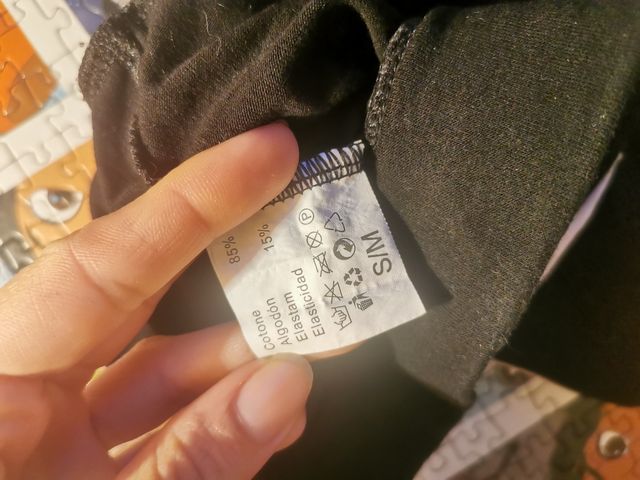 Cotone 85%
Algodón
Elastam 15%
Elasticidad
P
S/M